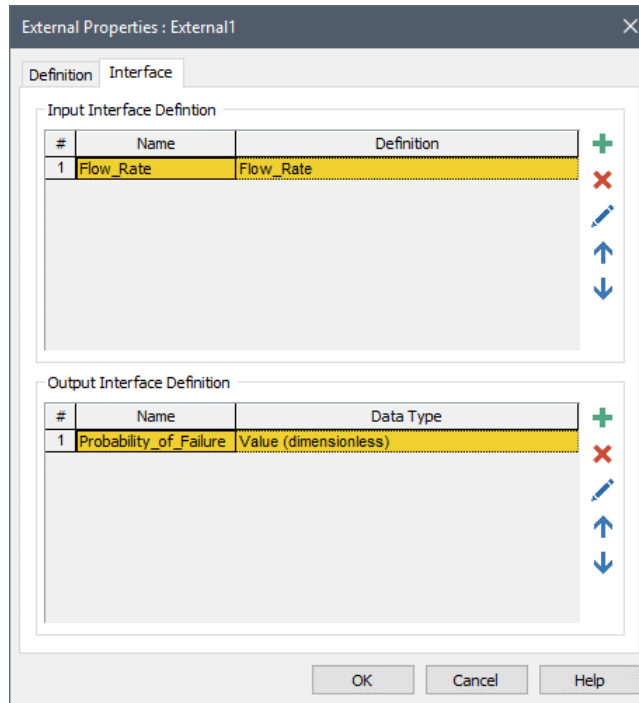 External Properties : External1
Definition Interface
Input Interface Defintion
# Name Definition
1 Flow_Rate Flow_Rate
Output Interface Definition
# Name Data Type
1 Probability_of_Failure Value (dimensionless)
OK Cancel Help